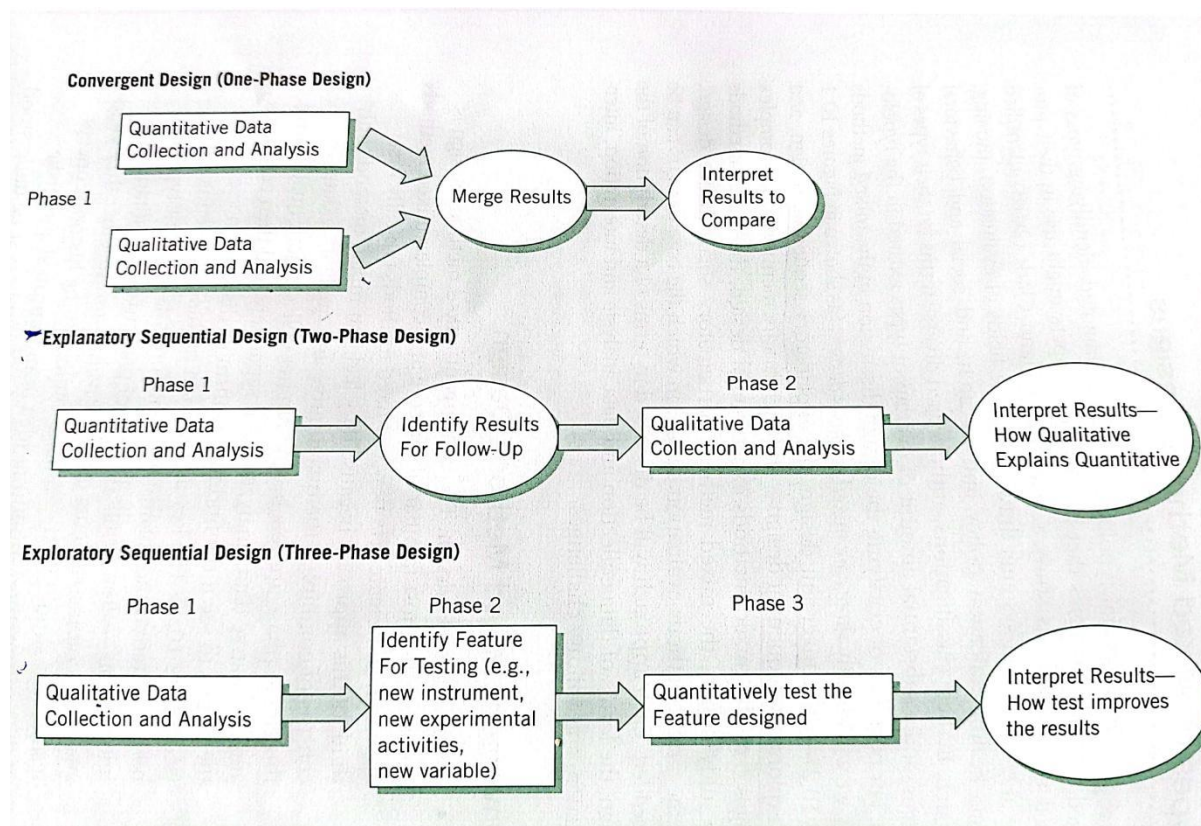 Convergent Design (One-Phase Design)
Quantitative Data
Collection and Analysis
Phase 1
Merge Results
Interpret
Results to
Compare
Qualitative Data
Collection and Analysis
Explanatory Sequential Design (Two-Phase Design)
Phase 1
Phase 2
Quantitative Data
Collection and Analysis
Identify Results
For Follow-Up
Qualitative Data
Collection and Analysis
Interpret Results—
How Qualitative
Explains Quantitative
Exploratory Sequential Design (Three-Phase Design)
Phase 1
Phase 2
Phase 3
Qualitative Data
Collection and Analysis
Identify Feature
For Testing (e.g.,
new instrument,
new experimental
activities,
new variable)
Quantitatively test the
Feature designed
Interpret Results—
How test improves
the results